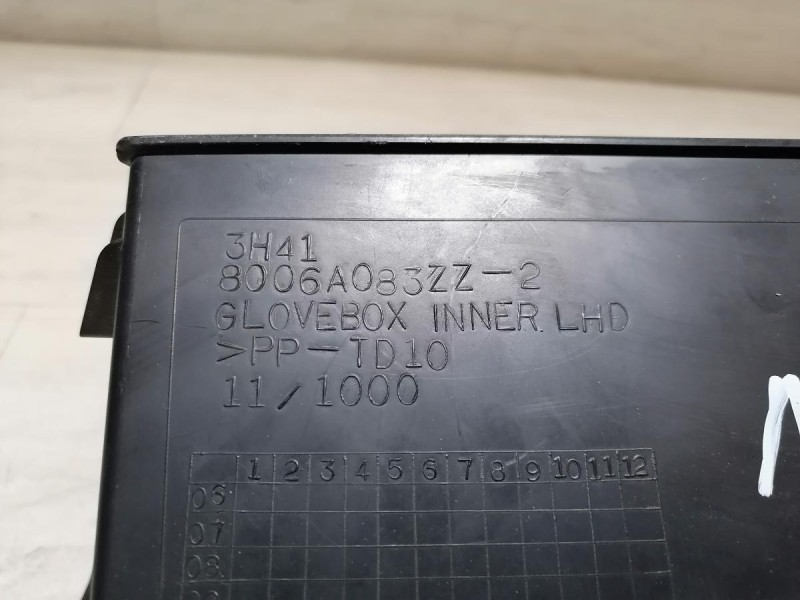 3H41
8006A083ZZ-2
GLOVEBOX INNER. LHD
>PP-TD10
11/1000
1 2 3 4 5 6 7 8 9 10 11 12
06
07
08